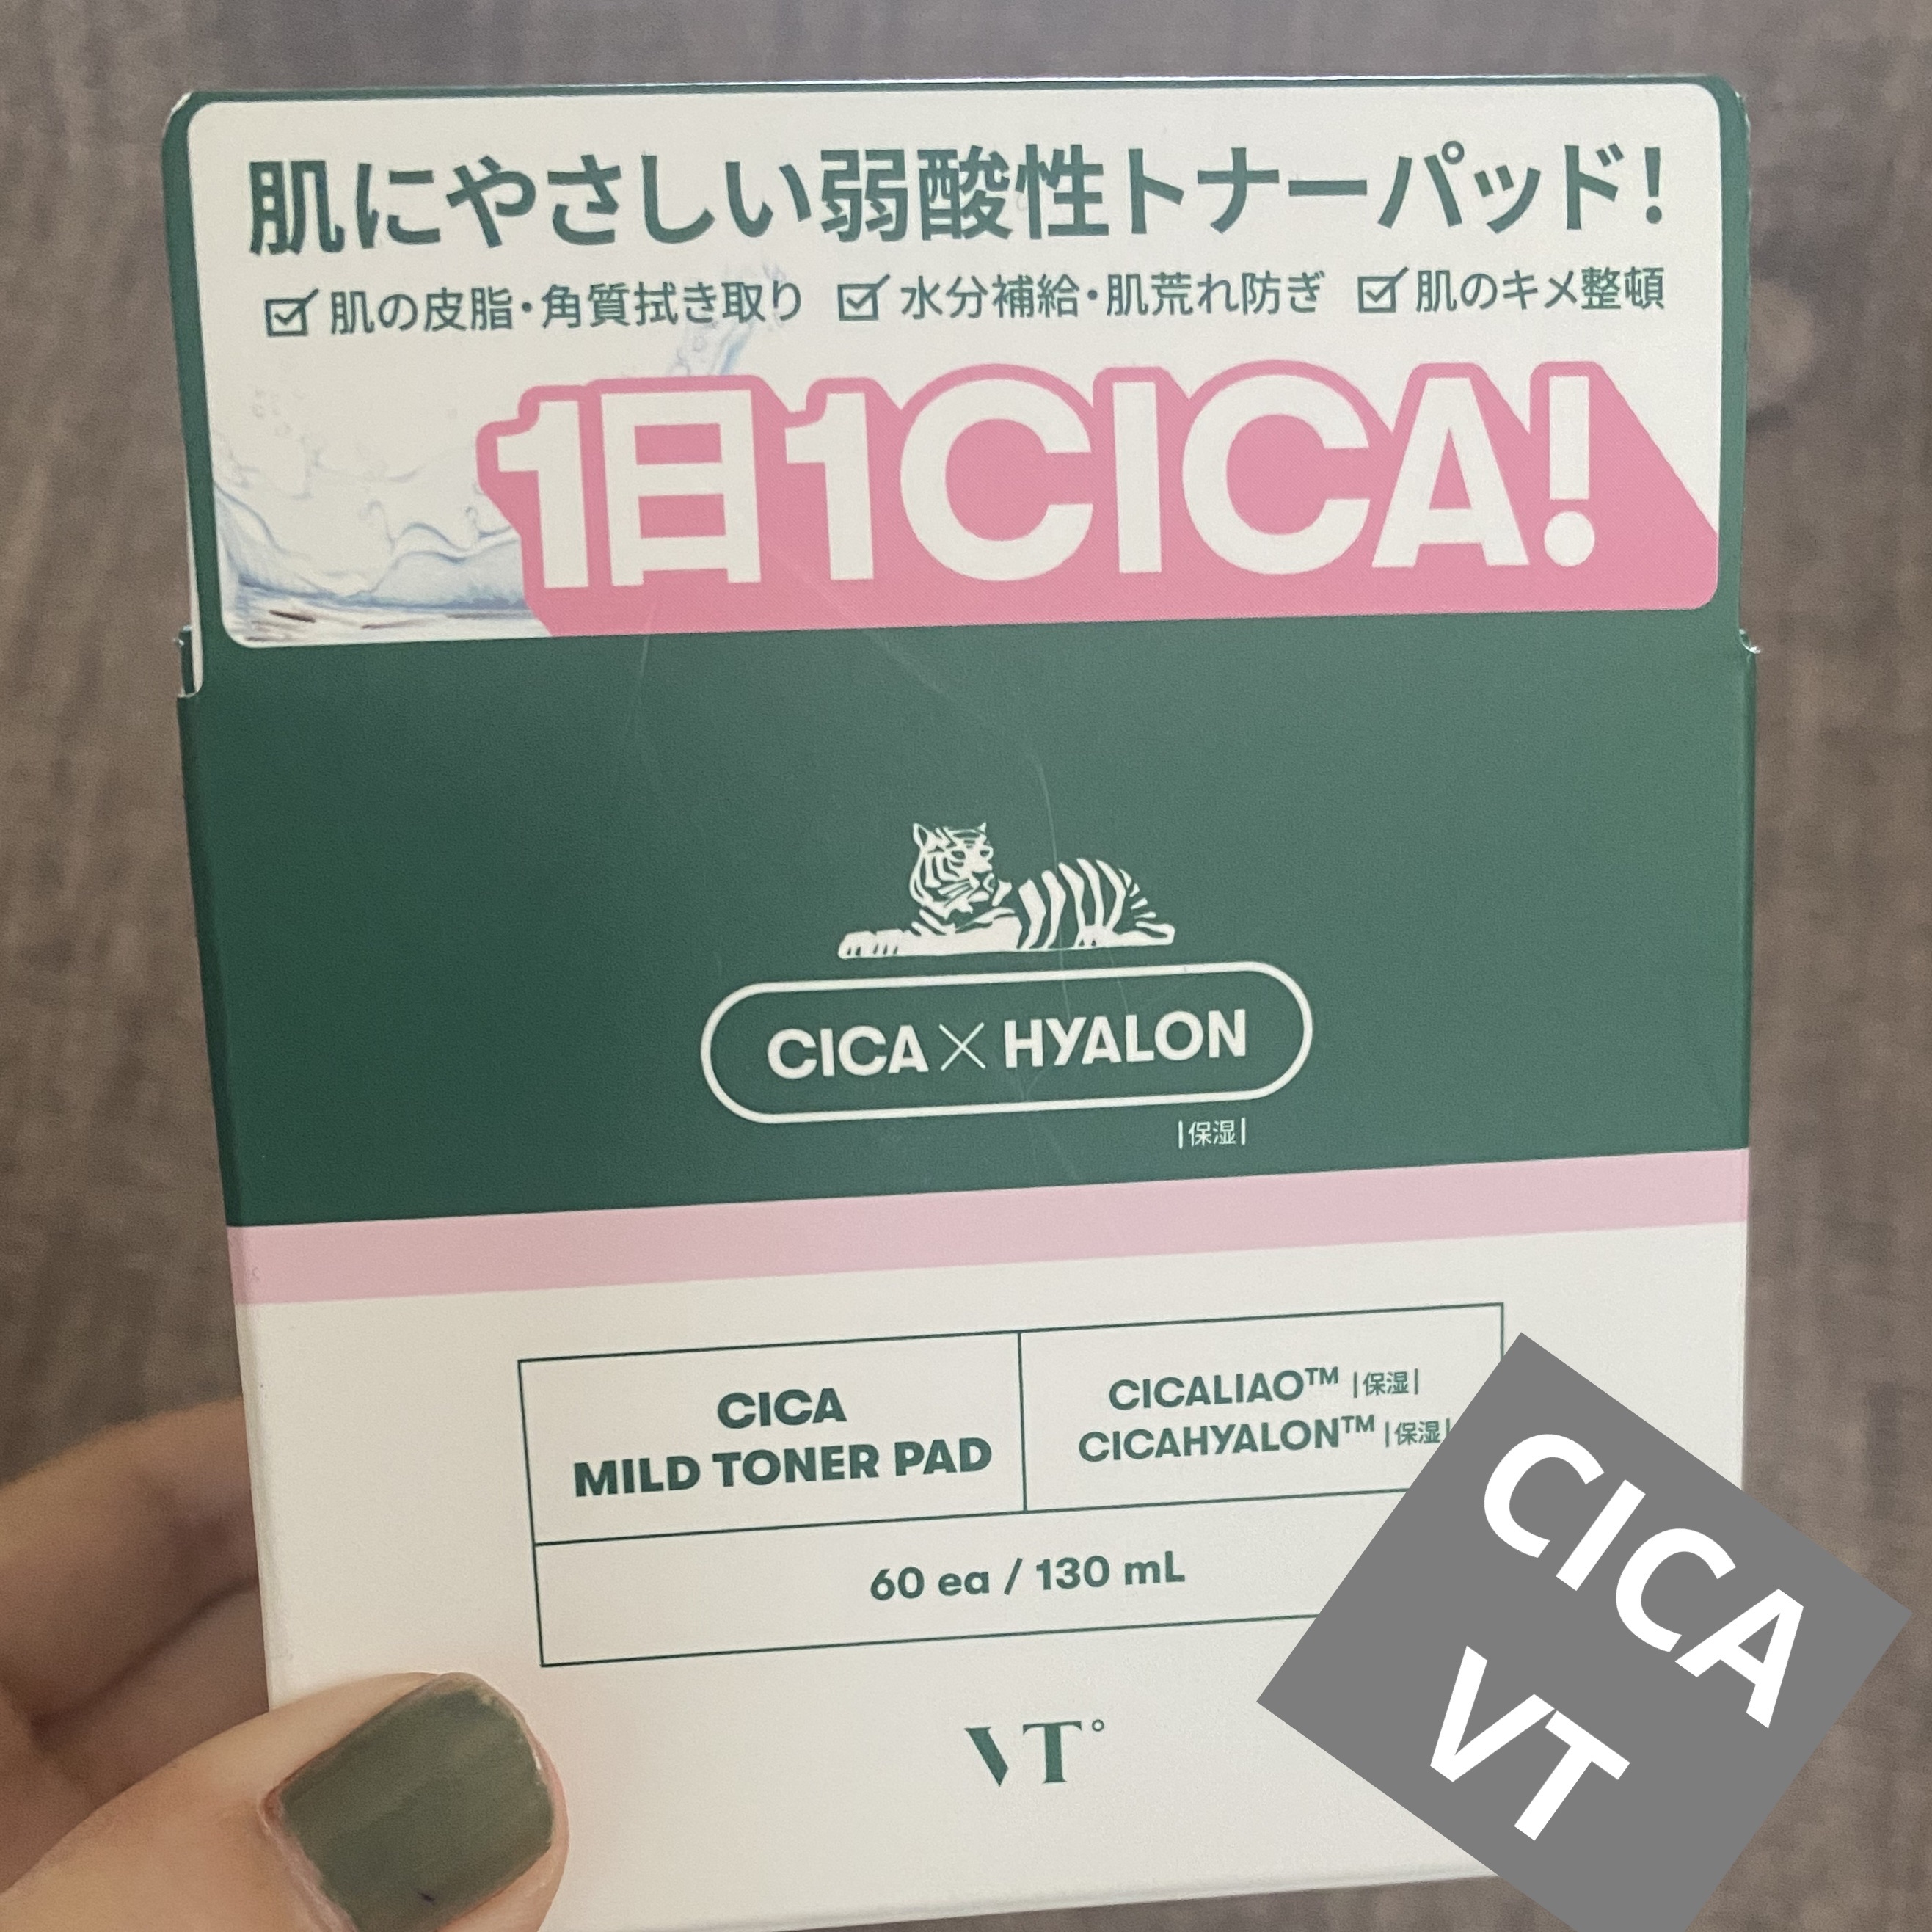 肌にやさしい弱酸性トナーパッド!
☑肌の皮脂・角質拭き取り ☑水分補給・肌荒れ防ぎ ☑肌のキメ整頓
1日1CICA!
CICA×HYALON
|保湿|
CICA
MILD TONER PAD
CICALIAO™ |保湿|
CICAHYALON™ |保湿|
60 ea / 130 mL
VT°
CICA
VT